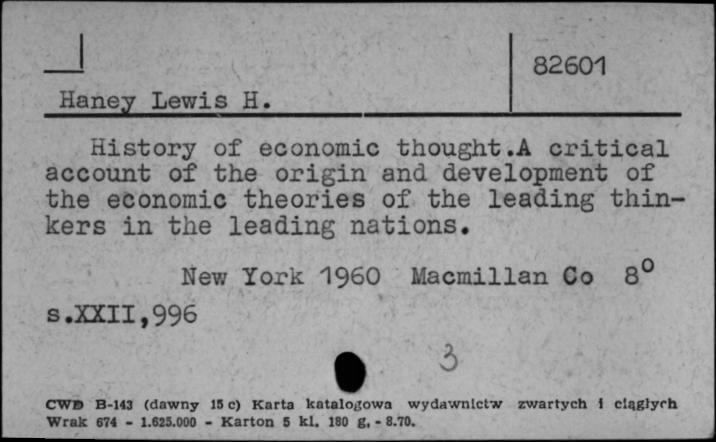 82601
Haney Lewis H.
History of economic thought.A critical
account of the origin and development of
the economic theories of the leading thin-
kers in the leading nations.
New York 1960 Macmillan Co 8⁰
s.XXII,996
3
CWD B-143 (dawny 15 c) Karta katalogowa wydawnictw zwartych i ciągłych
Wrak 674 - 1.625.000 - Karton 5 kl. 180 g. - 8.70.